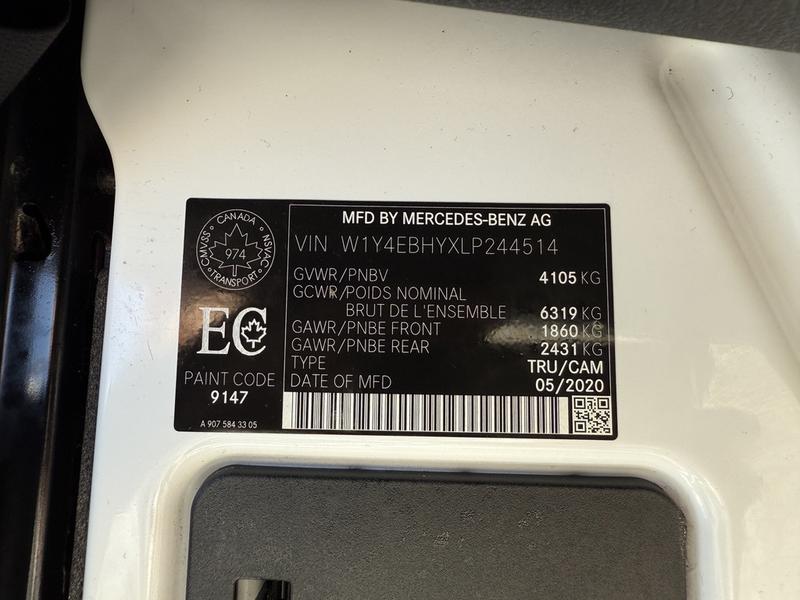 CANADA
CMVSS
NSVAC
974
TRANSPORT
EC
PAINT CODE
9147
A 907 584 33 05
MFD BY MERCEDES-BENZ AG
VIN W1Y4EBHYXLP244514
GVWR/PNBV 4105 KG
GCWR/POIDS NOMINAL
BRUT DE L'ENSEMBLE 6319 KG
GAWR/PNBE FRONT 1860 KG
GAWR/PNBE REAR 2431 KG
TYPE TRU/CAM
DATE OF MFD 05/2020